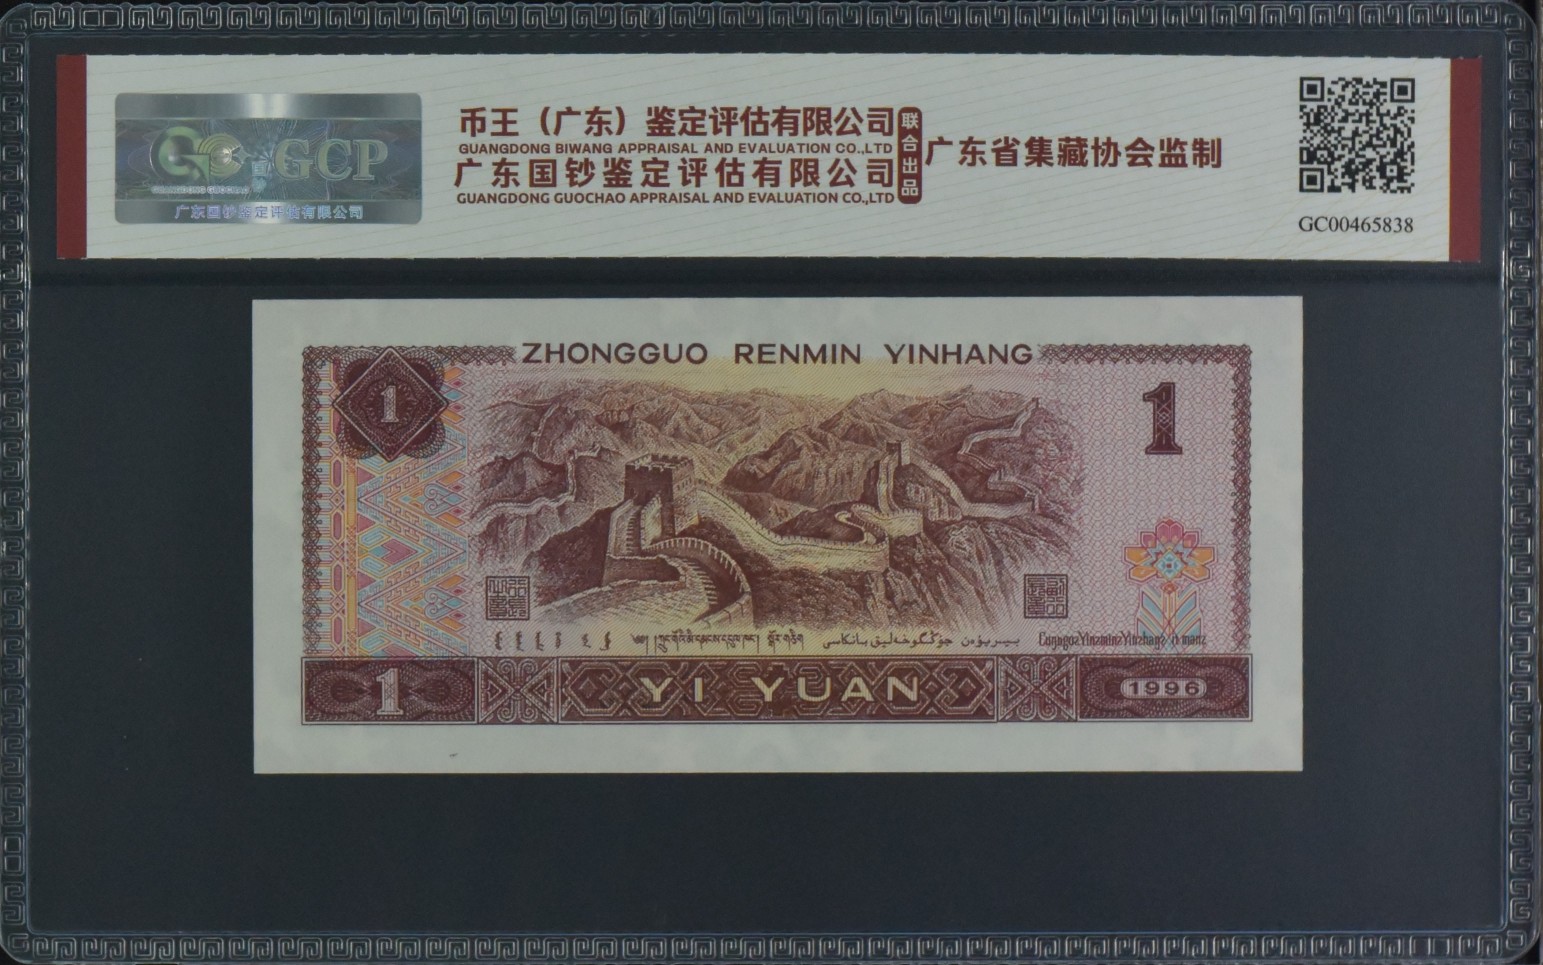 GCP
广东国钞鉴定评估有限公司
币王（广东）鉴定评估有限公司
GUANGDONG BIWANG APPRAISAL AND EVALUATION CO.,LTD
广东国钞鉴定评估有限公司
GUANGDONG GUOCHAO APPRAISAL AND EVALUATION CO.,LTD
联合出品
广东省集藏协会监制
GC00465838
ZHONGGUO RENMIN YINHANG
1
1
1
YI YUAN
1996